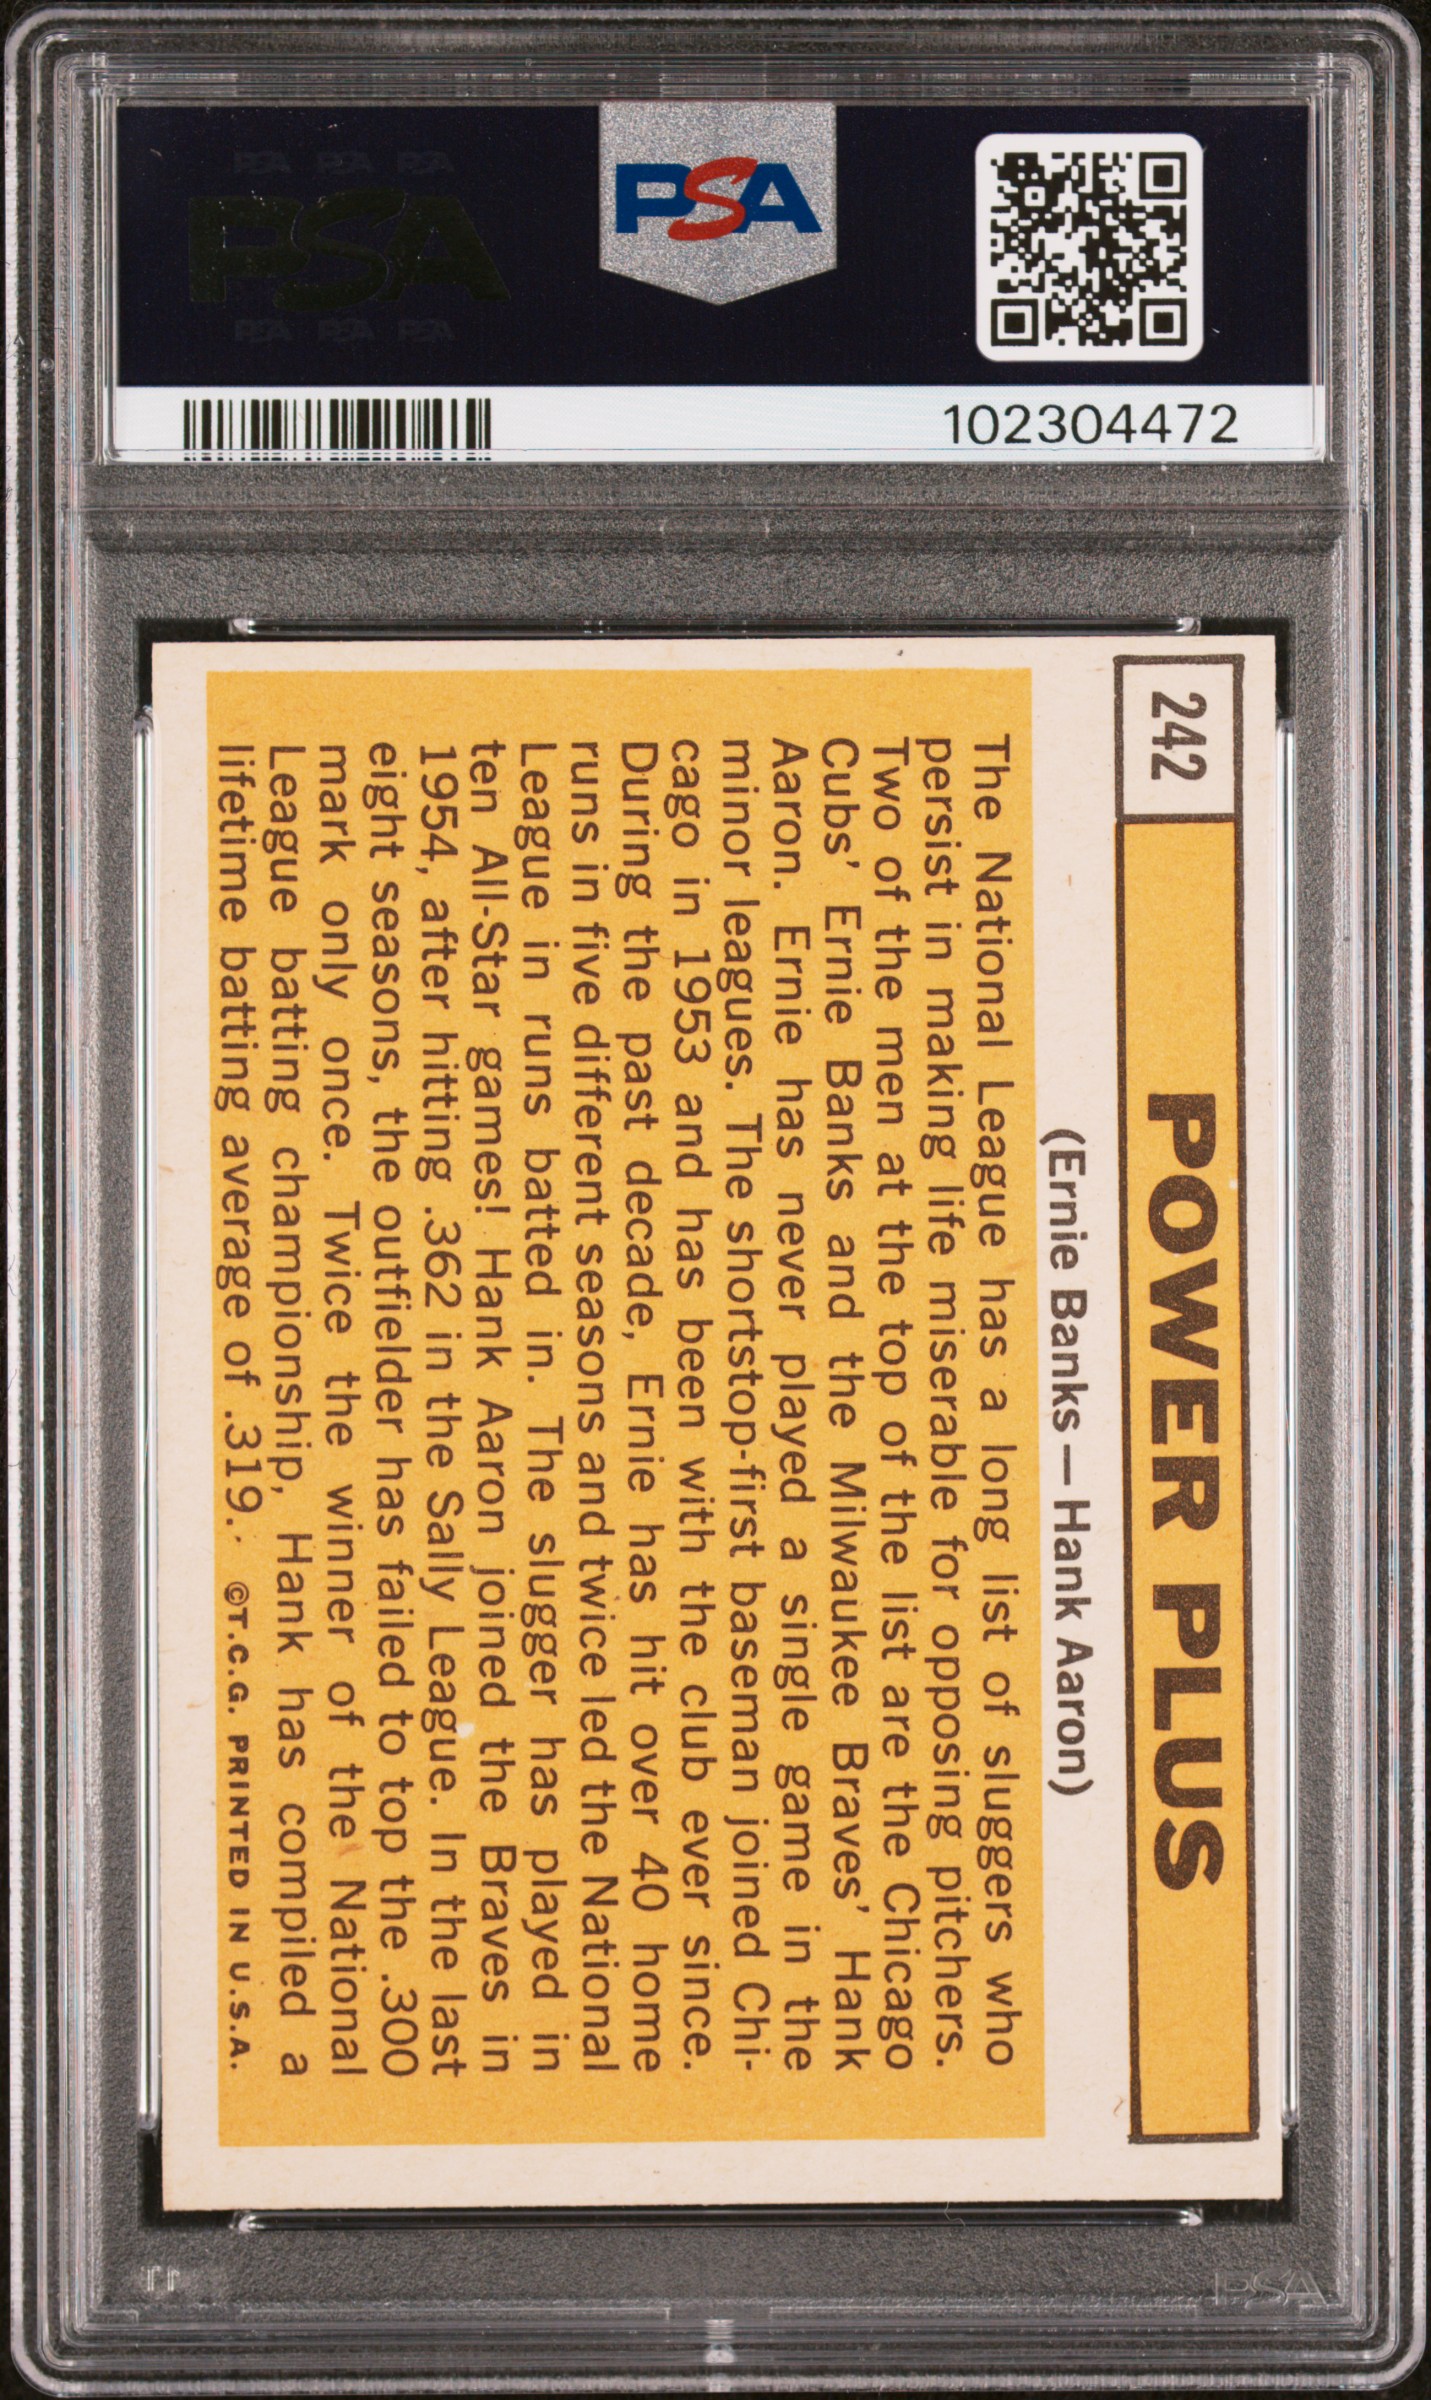 PSA PSA PSA
PSA
PSA PSA PSA
PSA
102304472
242
POWER PLUS
(Ernie Banks — Hank Aaron)
The National League has a long list of sluggers who
persist in making life miserable for opposing pitchers.
Two of the men at the top of the list are the Chicago
Cubs' Ernie Banks and the Milwaukee Braves' Hank
Aaron. Ernie has never played a single game in the
minor leagues. The shortstop-first baseman joined Chi-
cago in 1953 and has been with the club ever since.
During the past decade, Ernie has hit over 40 home
runs in five different seasons and twice led the National
League in runs batted in. The slugger has played in
ten All-Star games! Hank Aaron joined the Braves in
1954, after hitting .362 in the Sally League. In the last
eight seasons, the outfielder has failed to top the .300
mark only once. Twice the winner of the National
League batting championship, Hank has compiled a
lifetime batting average of .319.
©T.C.G. PRINTED IN U.S.A.
PSA